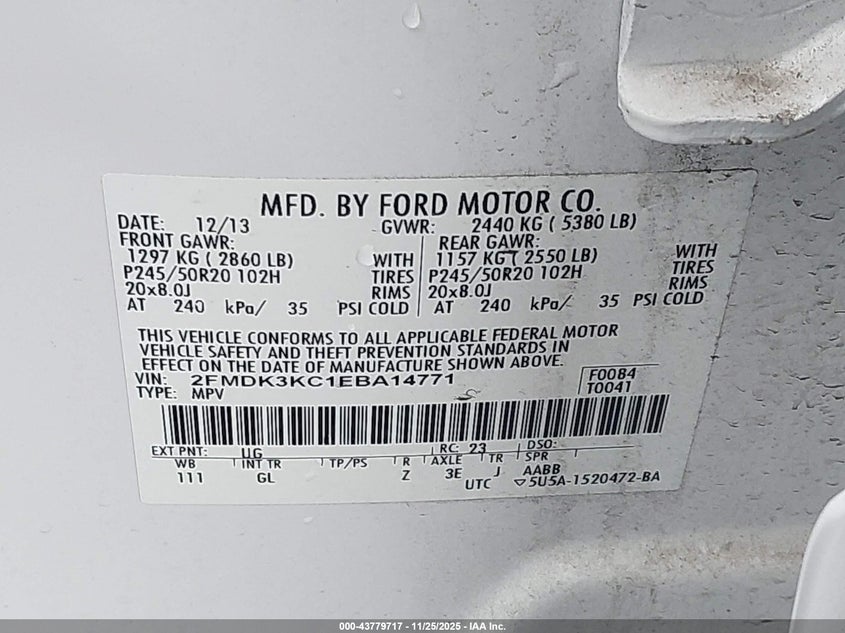 MFD. BY FORD MOTOR CO.
DATE: 12/13 GVWR: 2440 KG ( 5380 LB)
FRONT GAWR: REAR GAWR:
1297 KG ( 2860 LB) WITH 1157 KG ( 2550 LB) WITH
P245/50R20 102H TIRES P245/50R20 102H TIRES
20x8.0J RIMS 20x8.0J RIMS
AT 240 kPa/ 35 PSI COLD AT 240 kPa/ 35 PSI COLD
THIS VEHICLE CONFORMS TO ALL APPLICABLE FEDERAL MOTOR
VEHICLE SAFETY AND THEFT PREVENTION STANDARDS IN
EFFECT ON THE DATE OF MANUFACTURE SHOWN ABOVE.
VIN: 2FMDK3KC1EBA14771 F0084
TYPE: MPV T0041
EXT PNT: UG RC: 23 DSO:
WB INT TR TP/PS R AXLE TR SPR
111 GL Z 3E J AABB
UTC ▽5U5A-1520472-BA
000-43779717 - 11/25/2025 - IAA Inc.